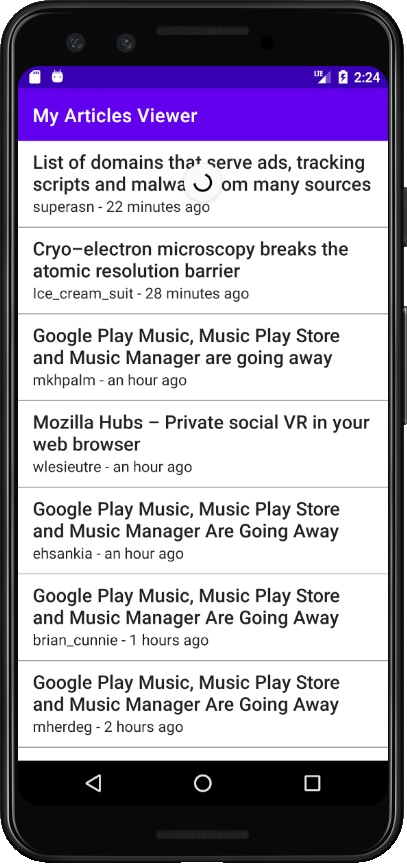 LTE 2:24
My Articles Viewer
List of domains that serve ads, tracking
scripts and malware from many sources
superasn - 22 minutes ago
Cryo–electron microscopy breaks the
atomic resolution barrier
Ice_cream_suit - 28 minutes ago
Google Play Music, Music Play Store
and Music Manager are going away
mkhpalm - an hour ago
Mozilla Hubs – Private social VR in your
web browser
wlesieutre - an hour ago
Google Play Music, Music Play Store
and Music Manager Are Going Away
ehsankia - an hour ago
Google Play Music, Music Play Store
and Music Manager Are Going Away
brian_cunnie - 1 hours ago
Google Play Music, Music Play Store
and Music Manager Are Going Away
mherdeg - 2 hours ago